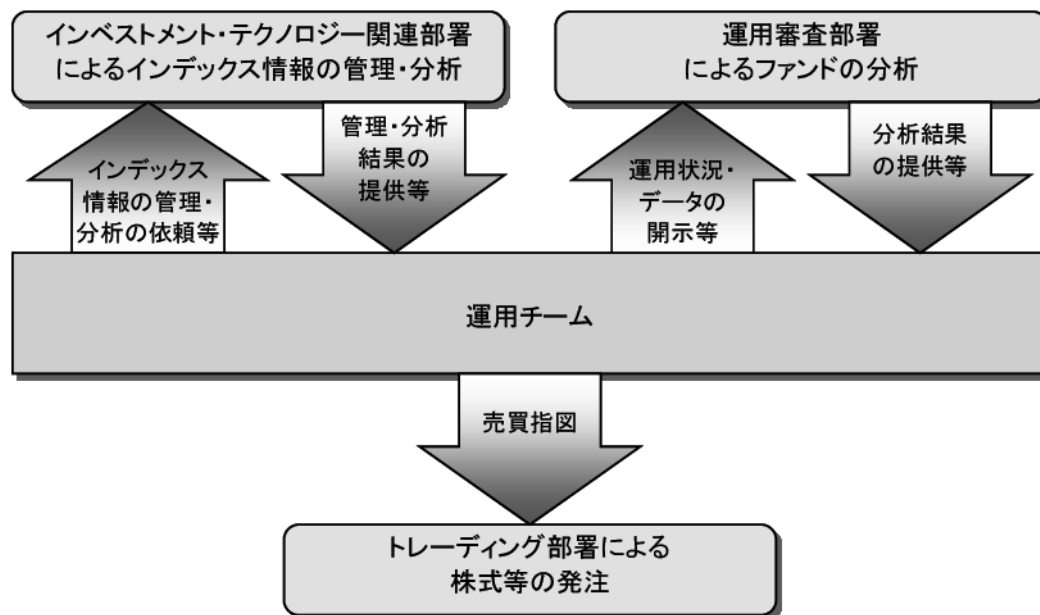 インベストメント・テクノロジー関連部署
によるインデックス情報の管理・分析
運用審査部署
によるファンドの分析
インデックス
情報の管理・
分析の依頼等
管理・分析
結果の
提供等
運用状況・
データの
開示等
分析結果
の提供等
運用チーム
売買指図
トレーディング部署による
株式等の発注